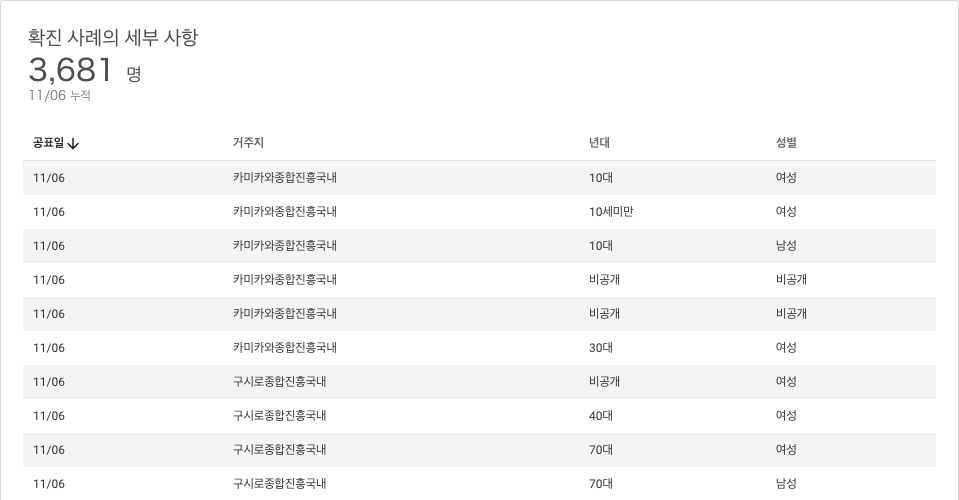 확진 사례의 세부 사항
3,681 명
11/06 누적
공표일↓ 거주지 년대 성별
11/06 카미카와종합진흥국내 10대 여성
11/06 카미카와종합진흥국내 10세미만 여성
11/06 카미카와종합진흥국내 10대 남성
11/06 카미카와종합진흥국내 비공개 비공개
11/06 카미카와종합진흥국내 비공개 비공개
11/06 카미카와종합진흥국내 30대 여성
11/06 구시로종합진흥국내 비공개 여성
11/06 구시로종합진흥국내 40대 여성
11/06 구시로종합진흥국내 70대 여성
11/06 구시로종합진흥국내 70대 남성